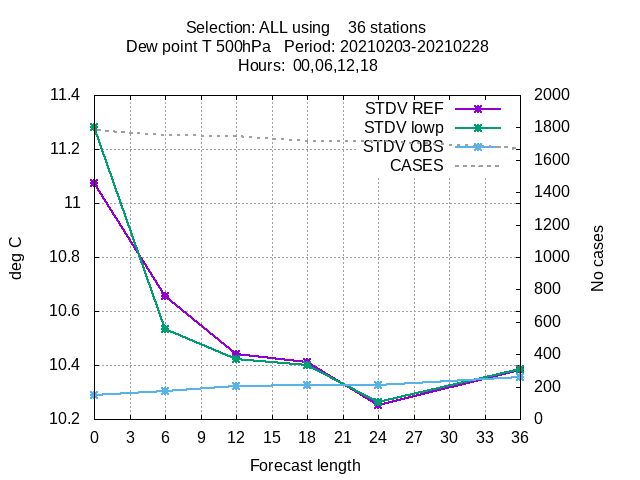 Selection: ALL using 36 stations
Dew point T 500hPa Period: 20210203-20210228
Hours: 00,06,12,18
STDV REF
STDV lowp
STDV OBS
CASES
deg C
11.4
11.2
11
10.8
10.6
10.4
10.2
2000
1800
1600
1400
1200
1000
800
600
400
200
0
No cases
0 3 6 9 12 15 18 21 24 27 30 33 36
Forecast length